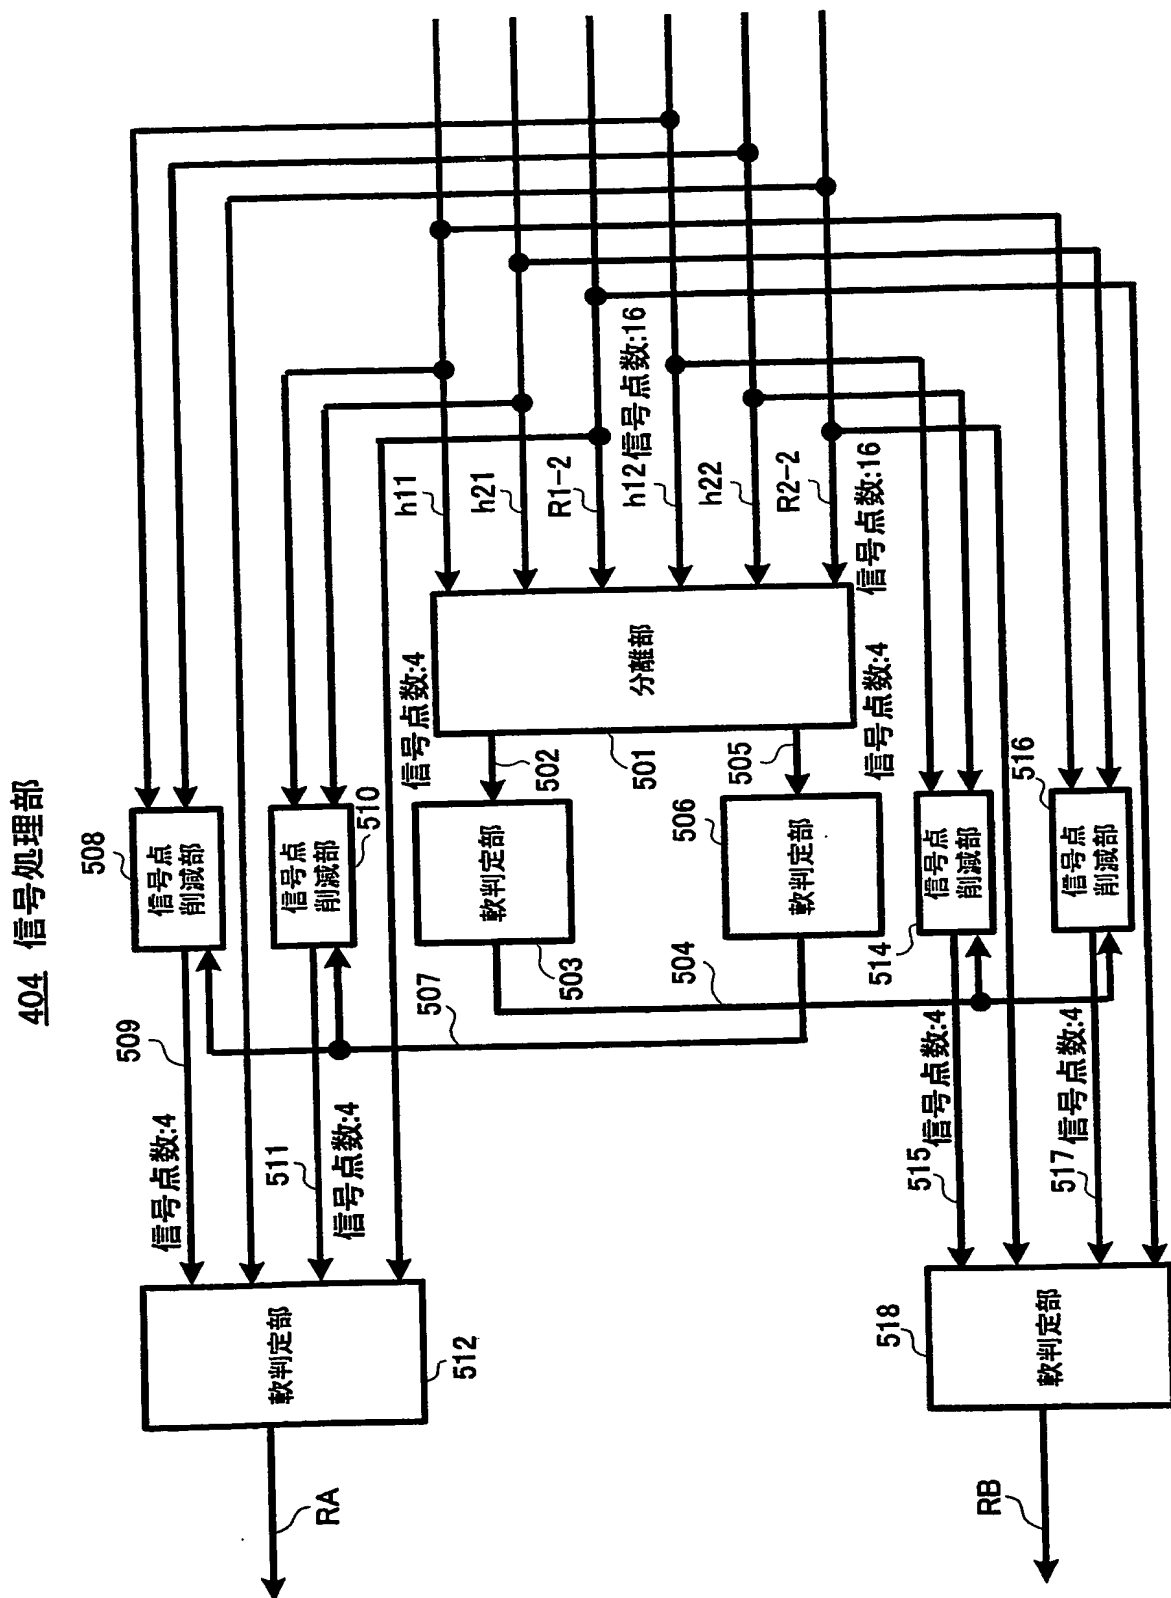 404 信号処理部
508
信号点
削減部
509
信号点数:4
510
信号点
削減部
511
信号点数:4
507
軟判定部
512
RA
h11
h21
R1-2
信号点数:16
h12
h22
R2-2
信号点数:16
分離部
501
信号点数:4
502
軟判定部
503
504
信号点数:4
505
軟判定部
506
信号点
削減部
514
信号点数:4
515
516
信号点
削減部
信号点数:4
517
軟判定部
518
RB